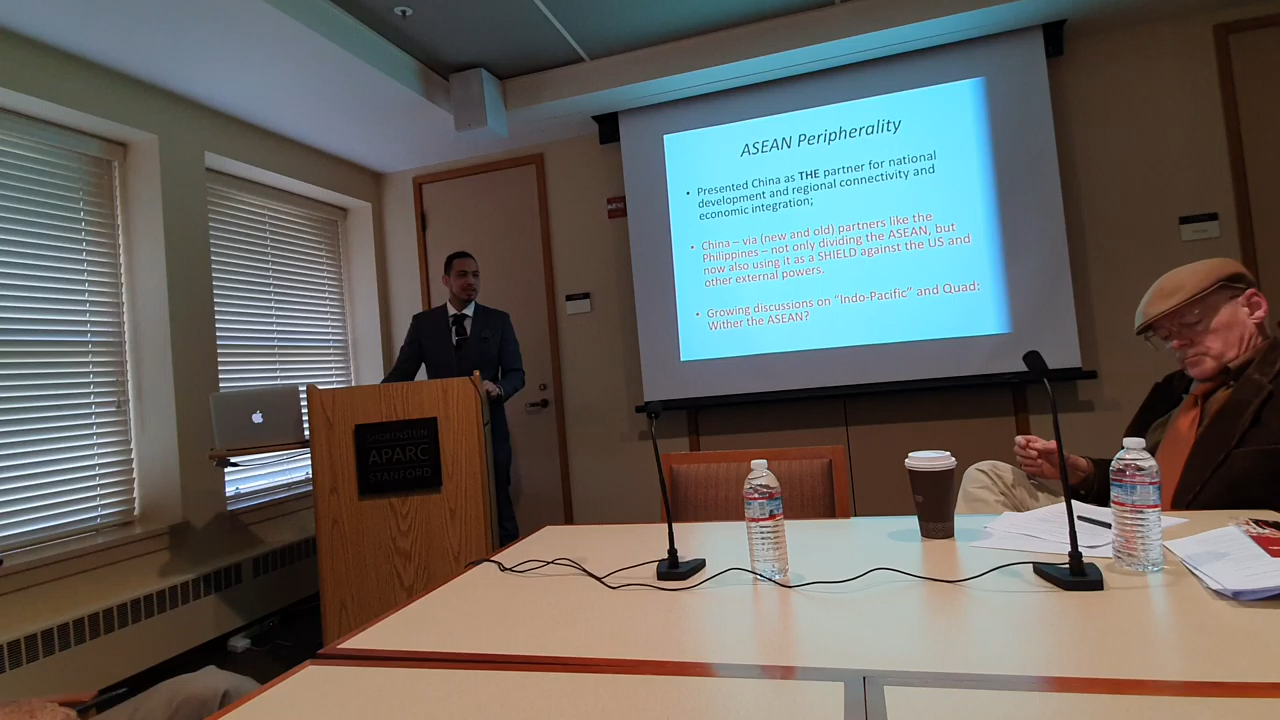 ASEAN Peripherality
• Presented China as THE partner for national
development and regional connectivity and
economic integration;
• China – via (new and old) partners like the
Philippines – not only dividing the ASEAN, but
now also using it as a SHIELD against the US and
other external powers.
• Growing discussions on "Indo-Pacific" and Quad:
Wither the ASEAN?
SHORENSTEIN
APARC
STANFORD